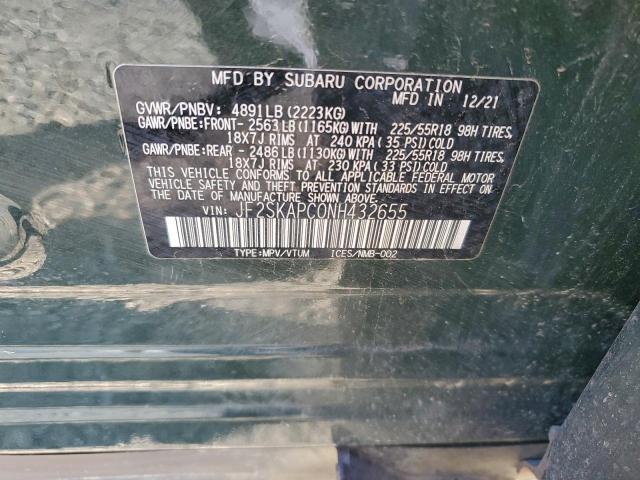 MFD BY SUBARU CORPORATION
MFD IN 12/21
GVWR/PNBV: 4891LB(2223KG)
GAWR/PNBE:FRONT-2563LB(1165KG)WITH 225/55R18 98H TIRES,
18X7J RIMS AT 240 KPA(35 PSI)COLD
GAWR/PNBE:REAR -2486LB(1130KG)WITH 225/55R18 98H TIRES,
18X7J RIMS AT 230 KPA(33 PSI)COLD
THIS VEHICLE CONFORMS TO ALL APPLICABLE FEDERAL MOTOR
VEHICLE SAFETY AND THEFT PREVENTION STANDARDS IN EFFECT
ON THE DATE OF MANUFACTURE SHOWN ABOVE.
VIN: JF2SKAPC0NH432655
TYPE:MPV/VTUM ICES/NMB-002